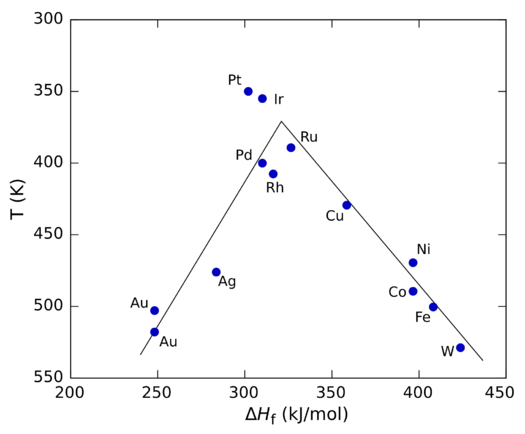 300
350
400
450
500
550
T (K)
Pt
Ir
Ru
Pd
Rh
Cu
Ni
Ag
Co
Au
Fe
Au
W
200
250
300
350
400
450
ΔHf (kJ/mol)